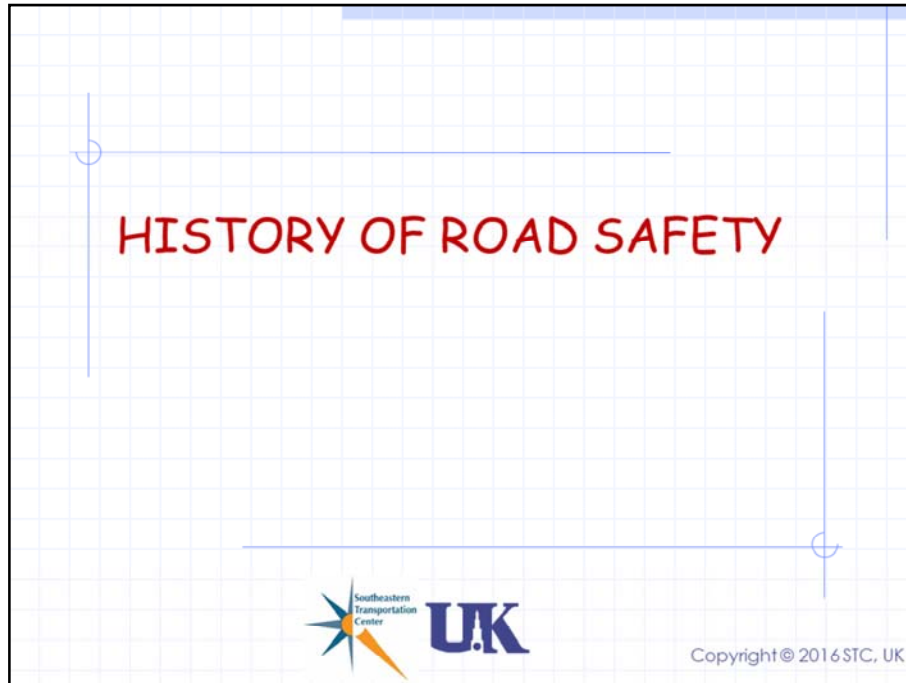 HISTORY OF ROAD SAFETY
Southeastern
Transportation
Center
UK
Copyright © 2016 STC, UK